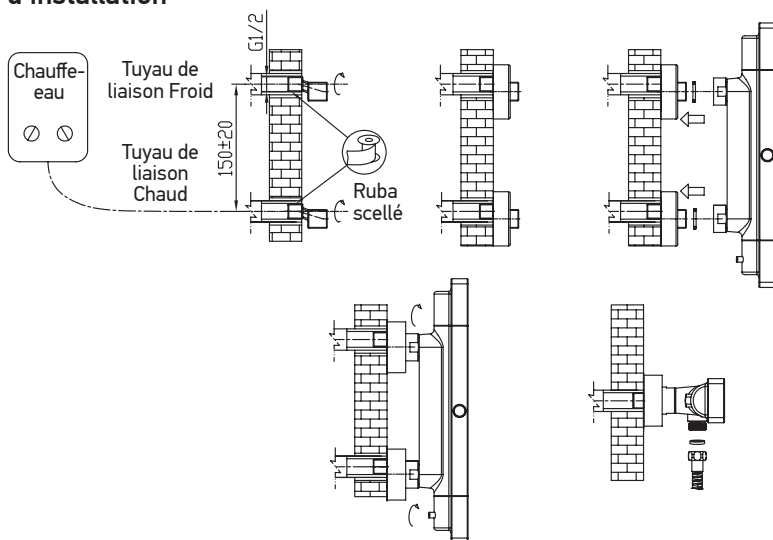 d'installation
Chauffe-
eau
Tuyau de
liaison Froid
G1/2
150±20
Tuyau de
liaison
Chaud
Ruba
scellé